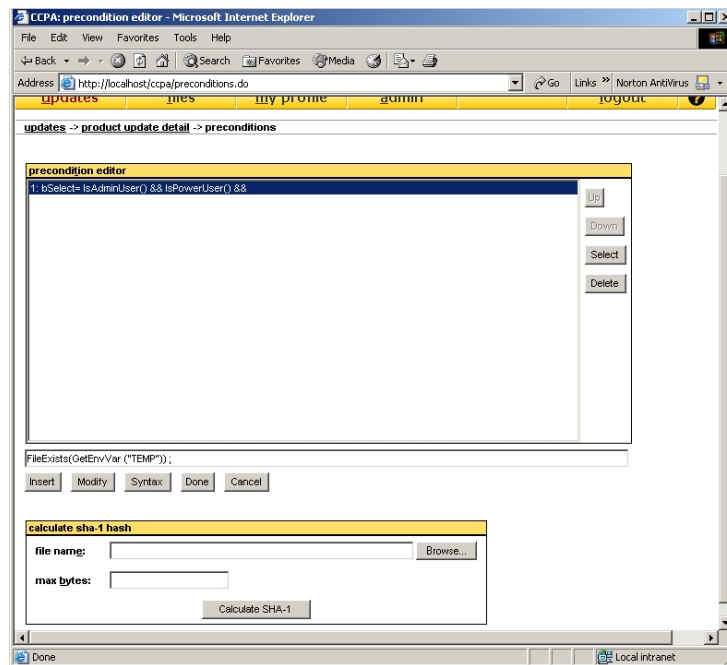 CCPA: precondition editor - Microsoft Internet Explorer
File Edit View Favorites Tools Help
Back Search Favorites Media
Address http://localhost/ccpa/preconditions.do Go Links » Norton AntiVirus
updates files my profile admin logout ?
updates -> product update detail -> preconditions
precondition editor
1: bSelect= IsAdminUser() && IsPowerUser() &&
Up
Down
Select
Delete
FileExists(GetEnvVar ("TEMP")) ;
Insert Modify Syntax Done Cancel
calculate sha-1 hash
file name: Browse...
max bytes:
Calculate SHA-1
Done Local intranet